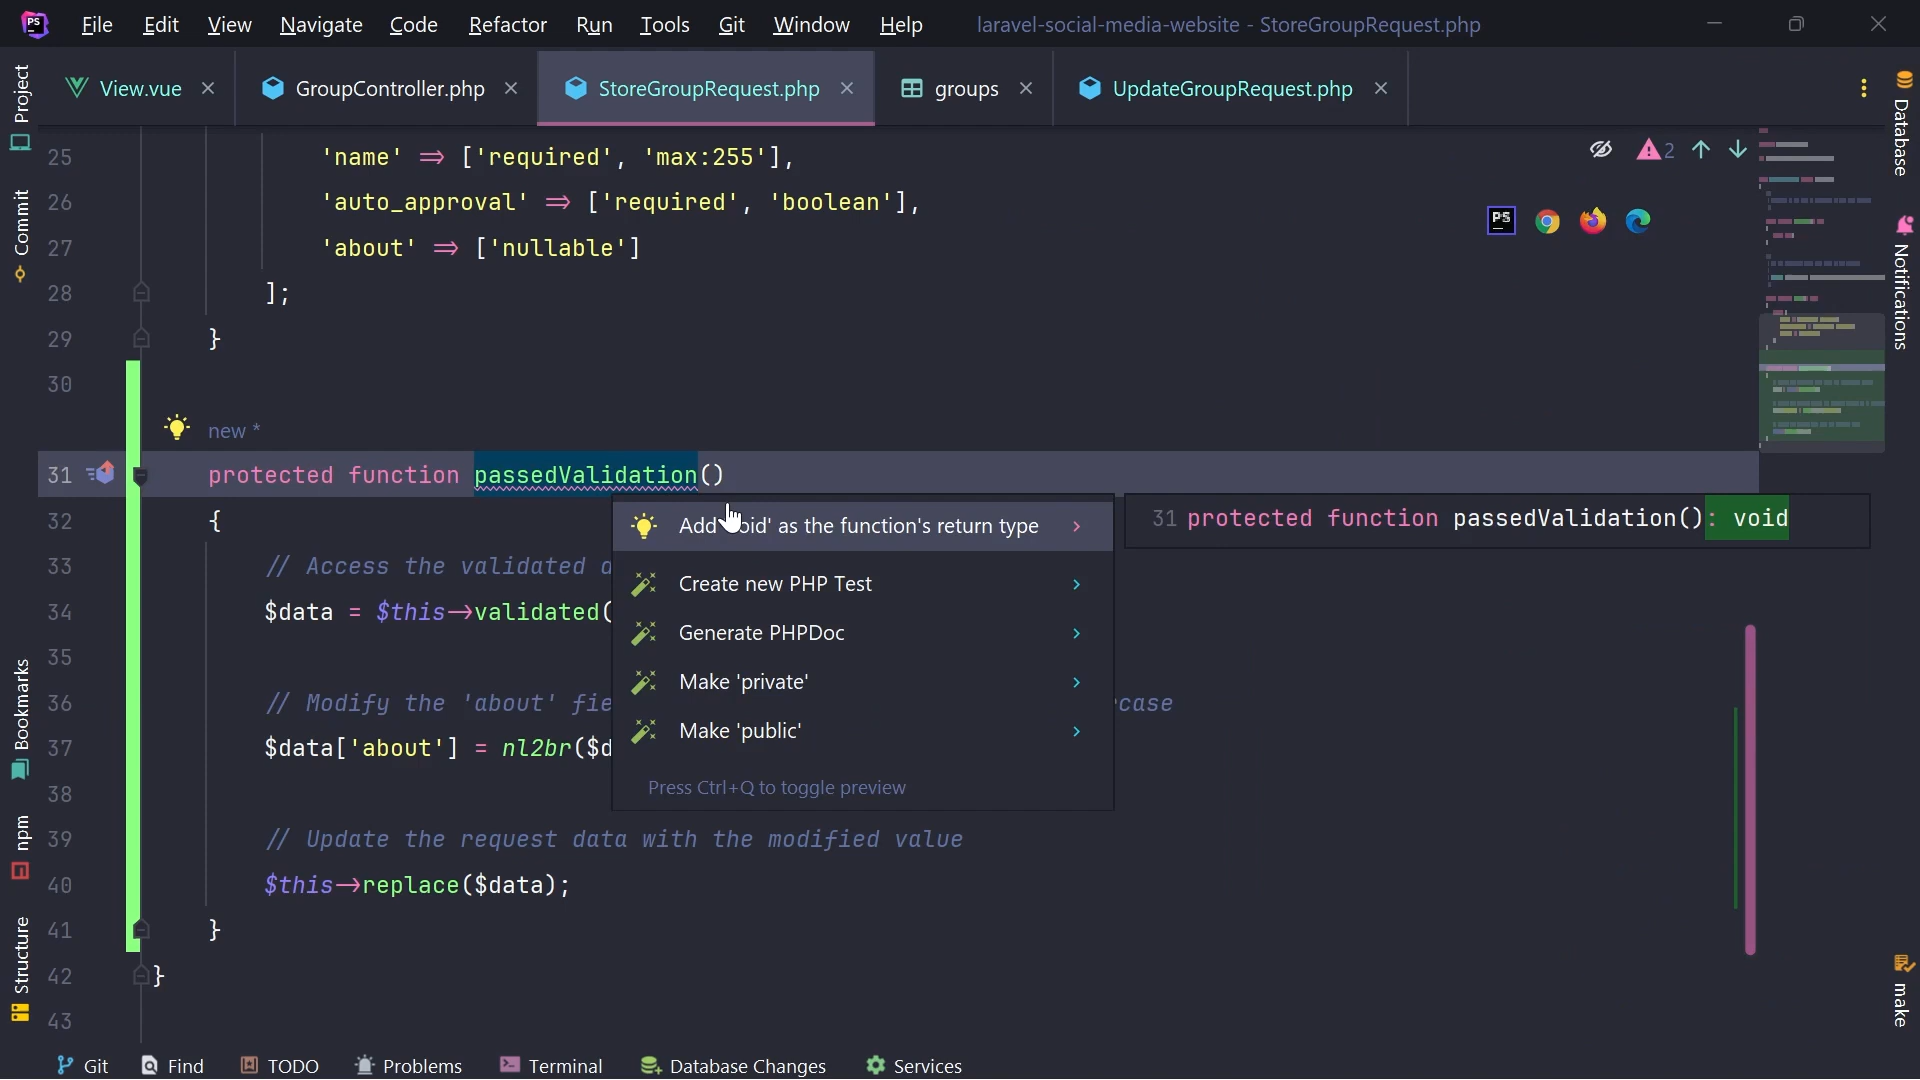 PS File Edit View Navigate Code Refactor Run Tools Git Window Help laravel-social-media-website - StoreGroupRequest.php
View.vue GroupController.php StoreGroupRequest.php groups UpdateGroupRequest.php
Project
Commit
Bookmarks
npm
Structure
25 'name' => ['required', 'max:255'],
2
26 'auto_approval' => ['required', 'boolean'],
PS
27 'about' => ['nullable']
28 ];
29 }
30
new *
31 protected function passedValidation()
32 {
33 // Access the validated
34 $data = $this->validated(
35
36 // Modify the 'about' fie case
37 $data['about'] = nl2br($d
38
39 // Update the request data with the modified value
40 $this->replace($data);
41 }
42 }
43
Add 'void' as the function's return type
Create new PHP Test
Generate PHPDoc
Make 'private'
Make 'public'
Press Ctrl+Q to toggle preview
31 protected function passedValidation(): void
Database
Notifications
make
Git Find TODO Problems Terminal Database Changes Services